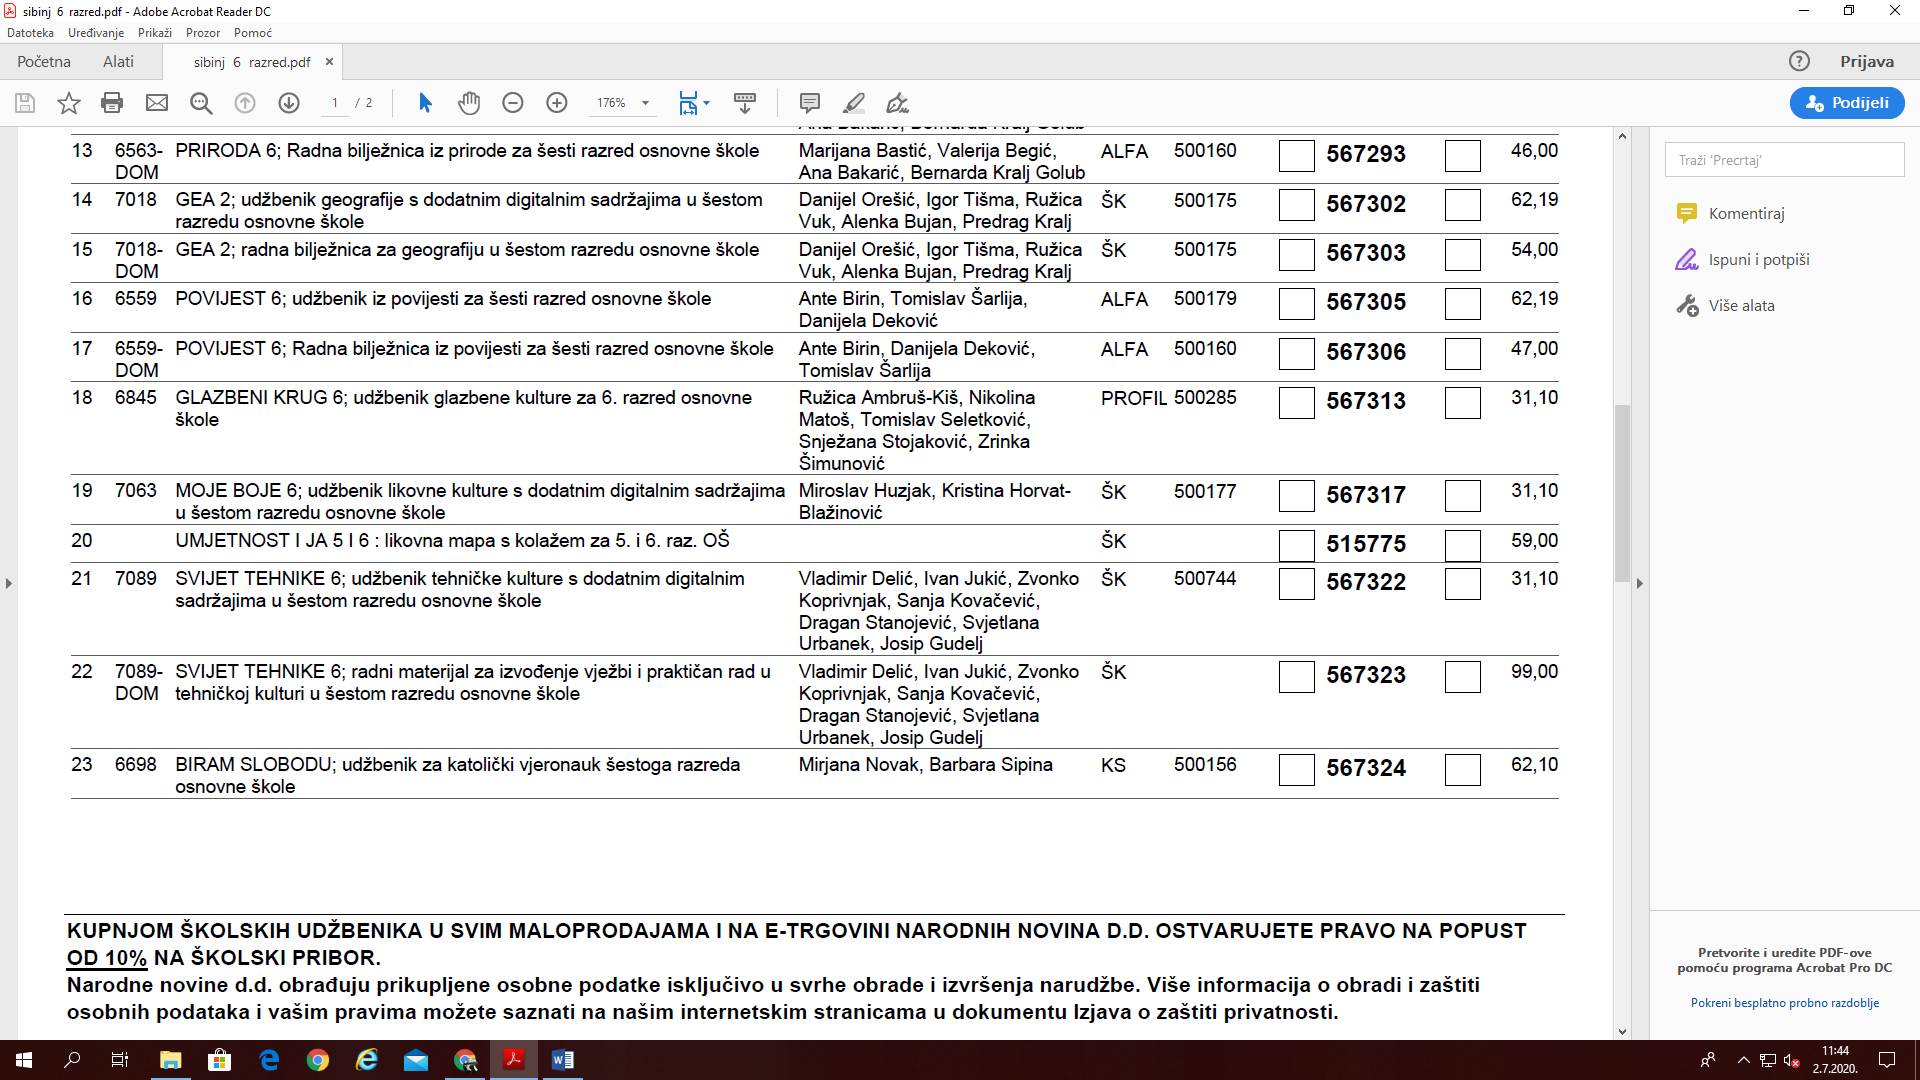 sibinj 6 razred.pdf - Adobe Acrobat Reader DC
Datoteka Uređivanje Prikaži Prozor Pomoć
Početna Alati sibinj 6 razred.pdf × Prijava
1 / 2 176% Podijeli
Ana Bakarić, Bernarda Kralj Golub
13 6563- PRIRODA 6; Radna bilježnica iz prirode za šesti razred osnovne škole Marijana Bastić, Valerija Begić, ALFA 500160 567293 46,00
DOM Ana Bakarić, Bernarda Kralj Golub
14 7018 GEA 2; udžbenik geografije s dodatnim digitalnim sadržajima u šestom Danijel Orešić, Igor Tišma, Ružica ŠK 500175 567302 62,19
razredu osnovne škole Vuk, Alenka Bujan, Predrag Kralj
15 7018- GEA 2; radna bilježnica za geografiju u šestom razredu osnovne škole Danijel Orešić, Igor Tišma, Ružica ŠK 500175 567303 54,00
DOM Vuk, Alenka Bujan, Predrag Kralj
16 6559 POVIJEST 6; udžbenik iz povijesti za šesti razred osnovne škole Ante Birin, Tomislav Šarlija, ALFA 500179 567305 62,19
Danijela Deković
17 6559- POVIJEST 6; Radna bilježnica iz povijesti za šesti razred osnovne škole Ante Birin, Danijela Deković, ALFA 500160 567306 47,00
DOM Tomislav Šarlija
18 6845 GLAZBENI KRUG 6; udžbenik glazbene kulture za 6. razred osnovne Ružica Ambruš-Kiš, Nikolina PROFIL 500285 567313 31,10
škole Matoš, Tomislav Seletković,
Snježana Stojaković, Zrinka
Šimunović
19 7063 MOJE BOJE 6; udžbenik likovne kulture s dodatnim digitalnim sadržajima Miroslav Huzjak, Kristina Horvat- ŠK 500177 567317 31,10
u šestom razredu osnovne škole Blažinović
20 UMJETNOST I JA 5 I 6 : likovna mapa s kolažem za 5. i 6. raz. OŠ ŠK 515775 59,00
21 7089 SVIJET TEHNIKE 6; udžbenik tehničke kulture s dodatnim digitalnim Vladimir Delić, Ivan Jukić, Zvonko ŠK 500744 567322 31,10
sadržajima u šestom razredu osnovne škole Koprivnjak, Sanja Kovačević,
Dragan Stanojević, Svjetlana
Urbanek, Josip Gudelj
22 7089- SVIJET TEHNIKE 6; radni materijal za izvođenje vježbi i praktičan rad u Vladimir Delić, Ivan Jukić, Zvonko ŠK 567323 99,00
DOM tehničkoj kulturi u šestom razredu osnovne škole Koprivnjak, Sanja Kovačević,
Dragan Stanojević, Svjetlana
Urbanek, Josip Gudelj
23 6698 BIRAM SLOBODU; udžbenik za katolički vjeronauk šestoga razreda Mirjana Novak, Barbara Sipina KS 500156 567324 62,10
osnovne škole
KUPNJOM ŠKOLSKIH UDŽBENIKA U SVIM MALOPRODAJAMA I NA E-TRGOVINI NARODNIH NOVINA D.D. OSTVARUJETE PRAVO NA POPUST
OD 10% NA ŠKOLSKI PRIBOR.
Narodne novine d.d. obrađuju prikupljene osobne podatke isključivo u svrhe obrade i izvršenja narudžbe. Više informacija o obradi i zaštiti
osobnih podataka i vašim pravima možete saznati na našim internetskim stranicama u dokumentu Izjava o zaštiti privatnosti.
Traži 'Precrtaj'
Komentiraj
Ispuni i potpiši
Više alata
Pretvorite i uredite PDF-ove
pomoću programa Acrobat Pro DC
Pokreni besplatno probno razdoblje
11:44
2.7.2020.